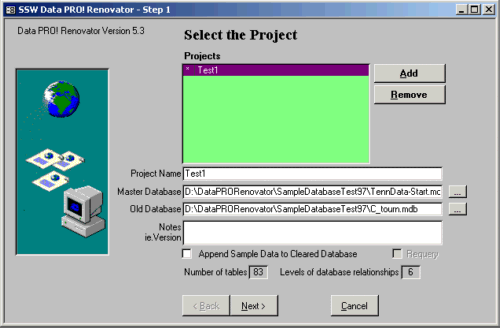 SSW Data PRO! Renovator - Step 1
Data PRO! Renovator Version 5.3
Select the Project
Projects
* Test1
Add
Remove
Project Name Test1
Master Database D:\DataPRORenovator\SampleDatabaseTest97\TennData-Start.mc ...
Old Database D:\DataPRORenovator\SampleDatabaseTest97\C_tourn.mdb ...
Notes
ie.Version
Append Sample Data to Cleared Database Requery
Number of tables 83 Levels of database relationships 6
< Back Next > Cancel